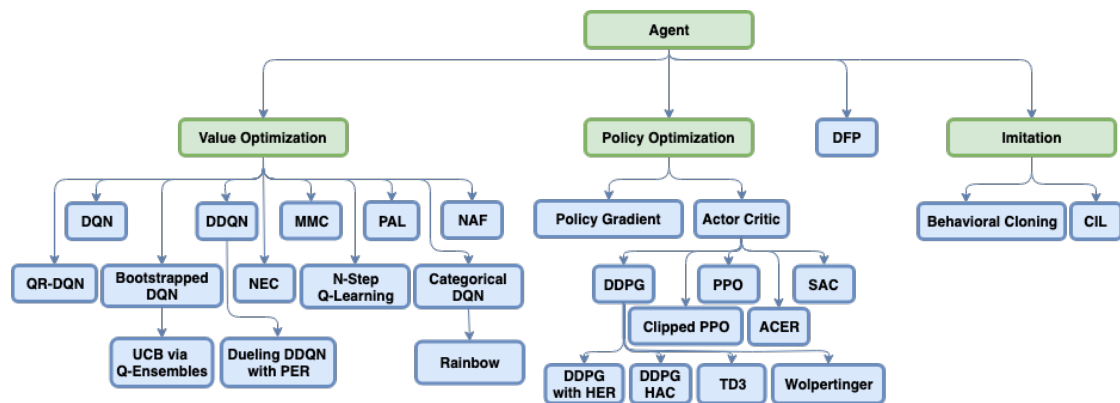 Agent
Value Optimization
Policy Optimization
DFP
Imitation
DQN
DDQN
MMC
PAL
NAF
Policy Gradient
Actor Critic
Behavioral Cloning
CIL
QR-DQN
Bootstrapped
DQN
NEC
N-Step
Q-Learning
Categorical
DQN
DDPG
PPO
SAC
Clipped PPO
ACER
UCB via
Q-Ensembles
Dueling DDQN
with PER
Rainbow
DDPG
with HER
DDPG
HAC
TD3
Wolpertinger